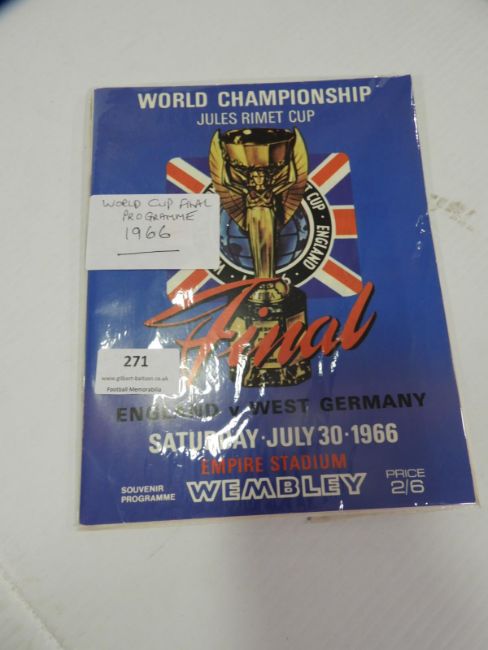 WORLD CHAMPIONSHIP
JULES RIMET CUP
WORLD CUP FINAL
PROGRAMME
1966
CUP · ENGLAND
Final
271
www.gilbert-baitson.co.uk
Football Memorabilia
ENGLAND v WEST GERMANY
SATURDAY · JULY 30 · 1966
EMPIRE STADIUM
SOUVENIR
PROGRAMME
WEMBLEY
PRICE
2/6